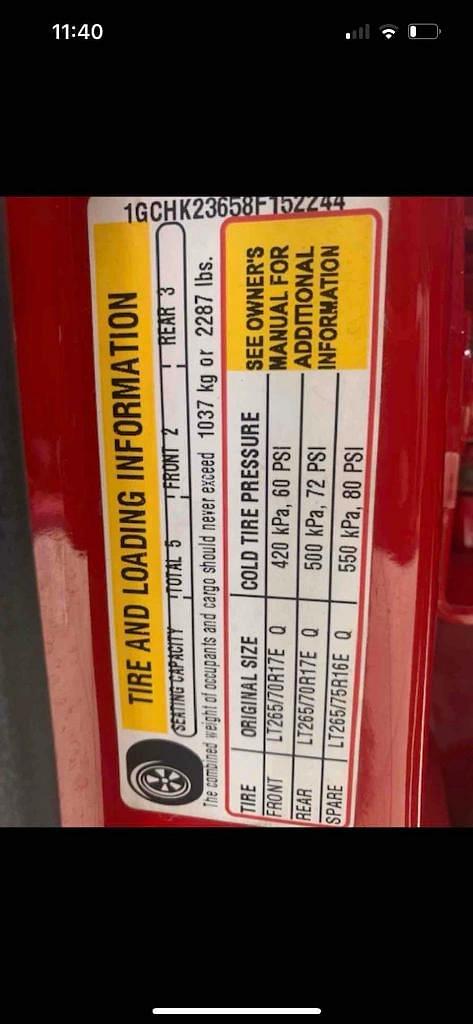 11:40
1GCHK23658F152244
TIRE AND LOADING INFORMATION
SEATING CAPACITY TOTAL 5 FRONT 2 REAR 3
The combined weight of occupants and cargo should never exceed 1037 kg or 2287 lbs.
TIRE ORIGINAL SIZE COLD TIRE PRESSURE
FRONT LT265/70R17E Q 420 kPa, 60 PSI
REAR LT265/70R17E Q 500 kPa, 72 PSI
SPARE LT265/75R16E Q 550 kPa, 80 PSI
SEE OWNER'S
MANUAL FOR
ADDITIONAL
INFORMATION